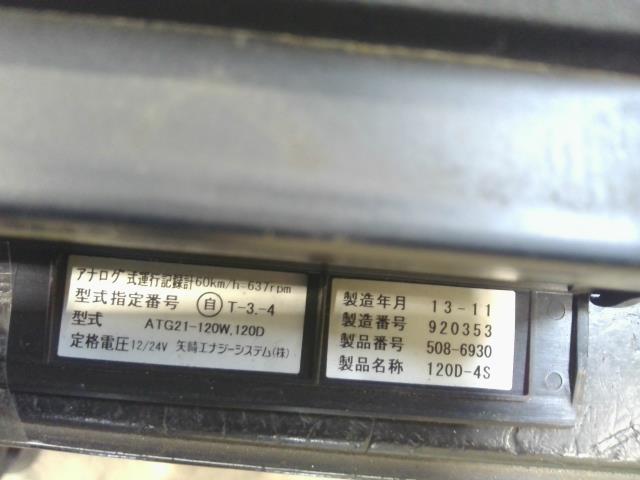 アナログ式運行記録計60km/h-637rpm
型式指定番号 自 T-3.-4
型式 ATG21-120W,120D
定格電圧12/24V 矢崎エナジーシステム(株)
製造年月 13-11
製造番号 920353
製品番号 508-6930
製品名称 120D-4S